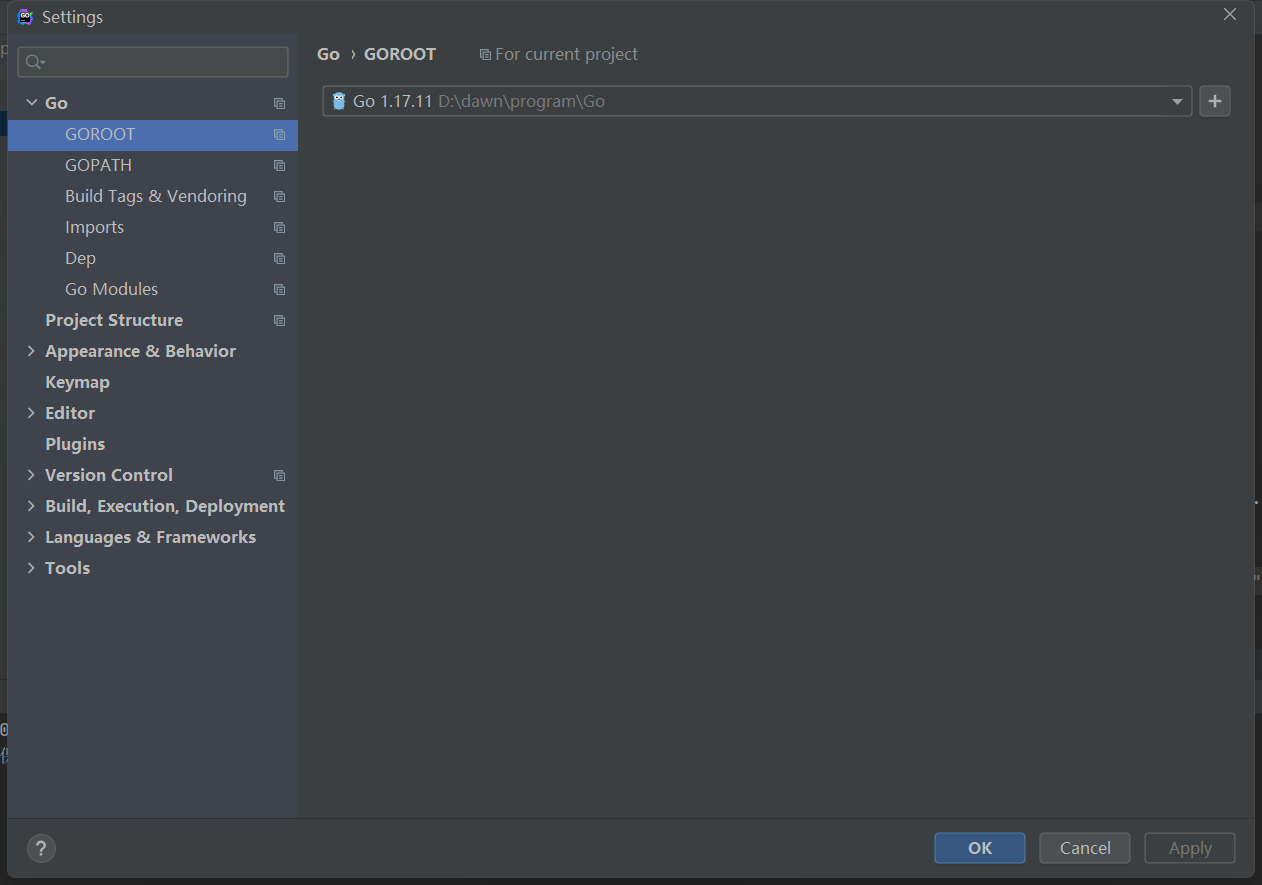 Settings
Go › GOROOT For current project
Go
Go 1.17.11 D:\dawn\program\Go
GOROOT
GOPATH
Build Tags & Vendoring
Imports
Dep
Go Modules
Project Structure
Appearance & Behavior
Keymap
Editor
Plugins
Version Control
Build, Execution, Deployment
Languages & Frameworks
Tools
?
OK
Cancel
Apply